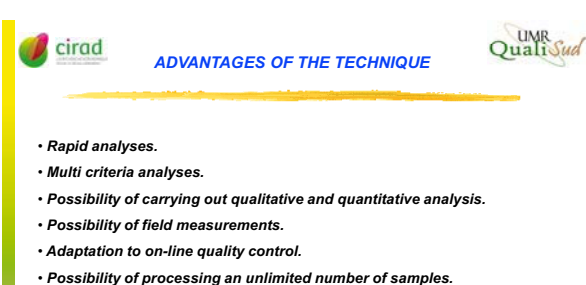 cirad
UMR
QualiSud
ADVANTAGES OF THE TECHNIQUE
• Rapid analyses.
• Multi criteria analyses.
• Possibility of carrying out qualitative and quantitative analysis.
• Possibility of field measurements.
• Adaptation to on-line quality control.
• Possibility of processing an unlimited number of samples.